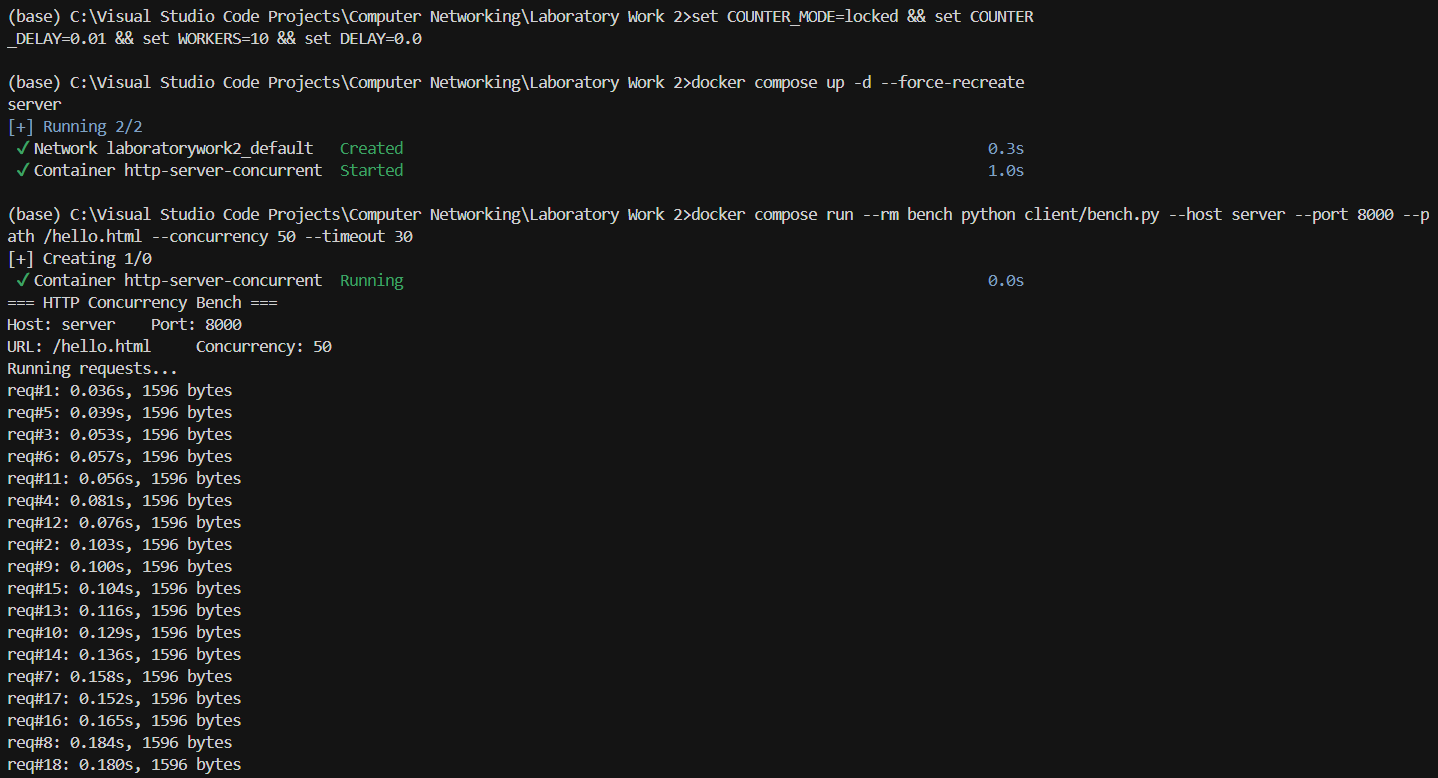 (base) C:\Visual Studio Code Projects\Computer Networking\Laboratory Work 2>set COUNTER_MODE=locked && set COUNTER
_DELAY=0.01 && set WORKERS=10 && set DELAY=0.0
(base) C:\Visual Studio Code Projects\Computer Networking\Laboratory Work 2>docker compose up -d --force-recreate
server
[+] Running 2/2
✓ Network laboratorywork2_default Created 0.3s
✓ Container http-server-concurrent Started 1.0s
(base) C:\Visual Studio Code Projects\Computer Networking\Laboratory Work 2>docker compose run --rm bench python client/bench.py --host server --port 8000 --p
ath /hello.html --concurrency 50 --timeout 30
[+] Creating 1/0
✓ Container http-server-concurrent Running 0.0s
=== HTTP Concurrency Bench ===
Host: server Port: 8000
URL: /hello.html Concurrency: 50
Running requests...
req#1: 0.036s, 1596 bytes
req#5: 0.039s, 1596 bytes
req#3: 0.053s, 1596 bytes
req#6: 0.057s, 1596 bytes
req#11: 0.056s, 1596 bytes
req#4: 0.081s, 1596 bytes
req#12: 0.076s, 1596 bytes
req#2: 0.103s, 1596 bytes
req#9: 0.100s, 1596 bytes
req#15: 0.104s, 1596 bytes
req#13: 0.116s, 1596 bytes
req#10: 0.129s, 1596 bytes
req#14: 0.136s, 1596 bytes
req#7: 0.158s, 1596 bytes
req#17: 0.152s, 1596 bytes
req#16: 0.165s, 1596 bytes
req#8: 0.184s, 1596 bytes
req#18: 0.180s, 1596 bytes